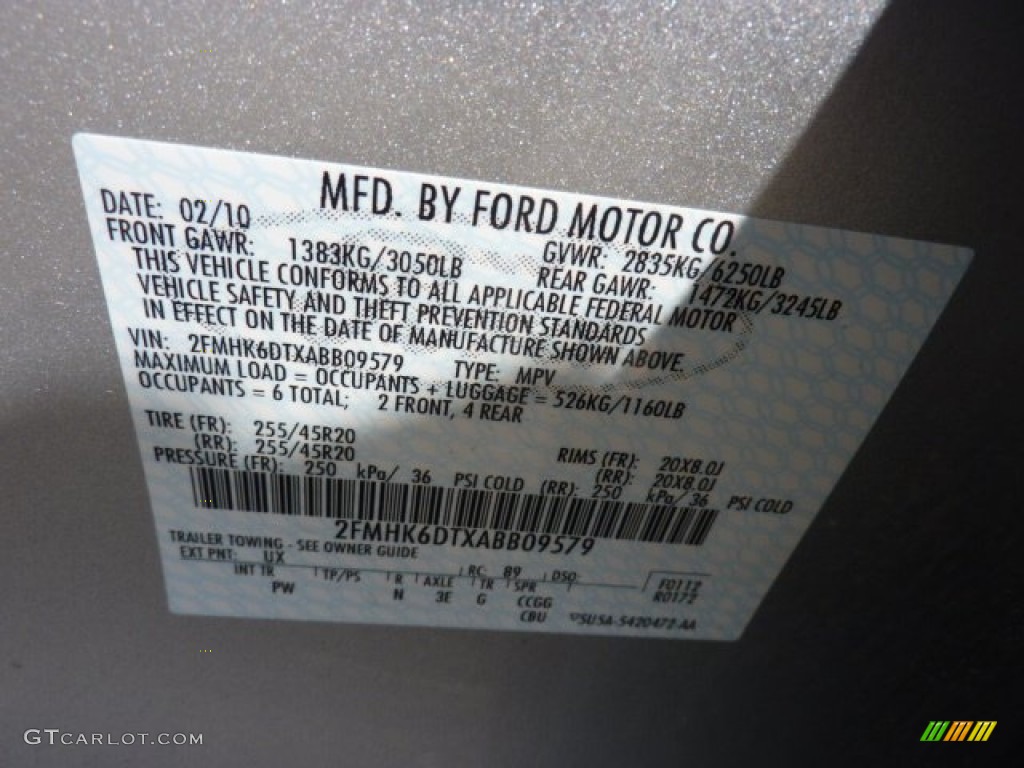 MFD. BY FORD MOTOR CO.
DATE: 02/10
GVWR: 2835KG/6250LB
FRONT GAWR: 1383KG/3050LB
REAR GAWR: 1472KG/3245LB
THIS VEHICLE CONFORMS TO ALL APPLICABLE FEDERAL MOTOR
VEHICLE SAFETY AND THEFT PREVENTION STANDARDS
IN EFFECT ON THE DATE OF MANUFACTURE SHOWN ABOVE.
VIN: 2FMHK6DTXABB09579 TYPE: MPV
MAXIMUM LOAD = OCCUPANTS + LUGGAGE = 526KG/1160LB
OCCUPANTS = 6 TOTAL; 2 FRONT, 4 REAR
TIRE (FR): 255/45R20 RIMS (FR): 20X8.0J
(RR): 255/45R20 (RR): 20X8.0J
PRESSURE (FR): 250 kPa/ 36 PSI COLD (RR): 250 kPa/36 PSI COLD
2FMHK6DTXABB09579
TRAILER TOWING - SEE OWNER GUIDE
EXT PNT: UX RC: 89 DSO:
INT TR TP/PS R AXLE TR SPR
PW N 3E G CCGG
CBU
F0112
R0172
SUSA-5420472-AA
GTCARLOT.COM